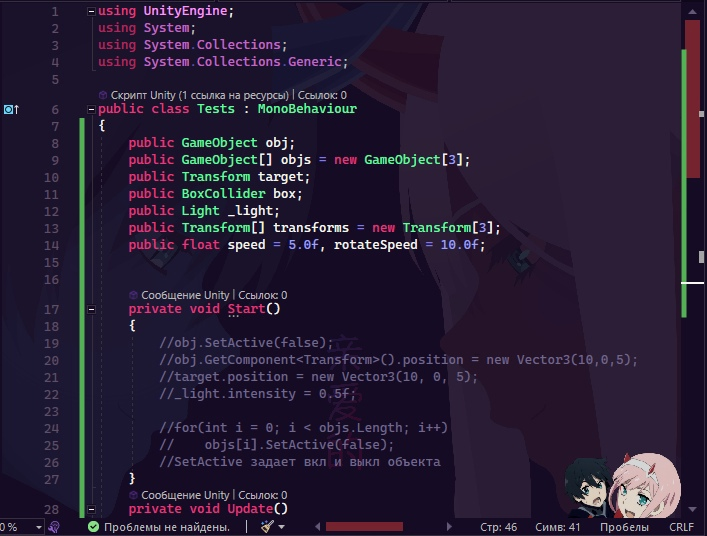 1 using UnityEngine;
2 using System;
3 using System.Collections;
4 using System.Collections.Generic;
5
Скрипт Unity (1 ссылка на ресурсы) | Ссылок: 0
6 public class Tests : MonoBehaviour
7 {
8 public GameObject obj;
9 public GameObject[] objs = new GameObject[3];
10 public Transform target;
11 public BoxCollider box;
12 public Light _light;
13 public Transform[] transforms = new Transform[3];
14 public float speed = 5.0f, rotateSpeed = 10.0f;
15
16
Сообщение Unity | Ссылок: 0
17 private void Start()
18 {
19 //obj.SetActive(false);
20 //obj.GetComponent<Transform>().position = new Vector3(10,0,5);
21 //target.position = new Vector3(10, 0, 5);
22 //_light.intensity = 0.5f;
23
24 //for(int i = 0; i < objs.Length; i++)
25 // objs[i].SetActive(false);
26 //SetActive задает вкл и выкл объекта
27 }
Сообщение Unity | Ссылок: 0
28 private void Update()
0 %
Проблемы не найдены.
Стр: 46 Симв: 41 Пробелы CRLF
亲爱的